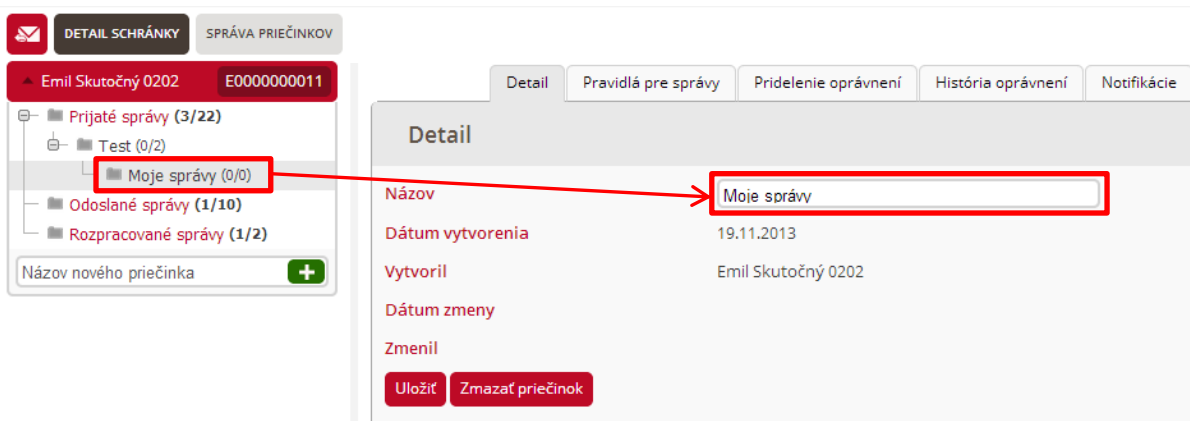 DETAIL SCHRÁNKY
SPRÁVA PRIEČINKOV
Emil Skutočný 0202
E0000000011
Prijaté správy (3/22)
Test (0/2)
Moje správy (0/0)
Odoslané správy (1/10)
Rozpracované správy (1/2)
Názov nového priečinka
Detail
Pravidlá pre správy
Pridelenie oprávnení
História oprávnení
Notifikácie
Detail
Názov
Moje správy
Dátum vytvorenia
19.11.2013
Vytvoril
Emil Skutočný 0202
Dátum zmeny
Zmenil
Uložiť
Zmazať priečinok